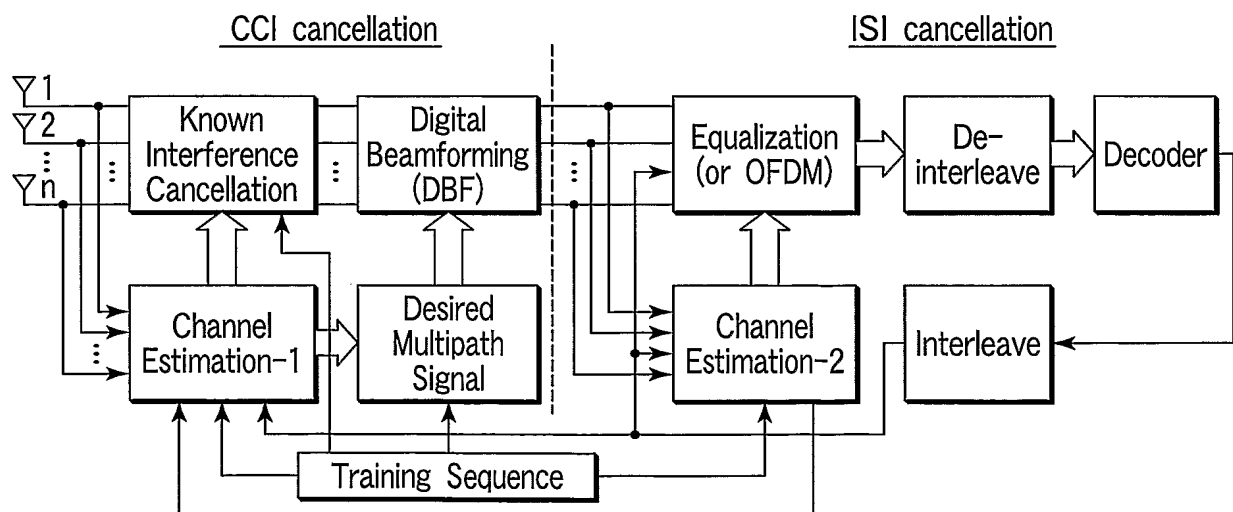 CCI cancellation
ISI cancellation
1
2
n
Known
Interference
Cancellation
Digital
Beamforming
(DBF)
Equalization
(or OFDM)
De-
interleave
Decoder
Channel
Estimation-1
Desired
Multipath
Signal
Channel
Estimation-2
Interleave
Training Sequence